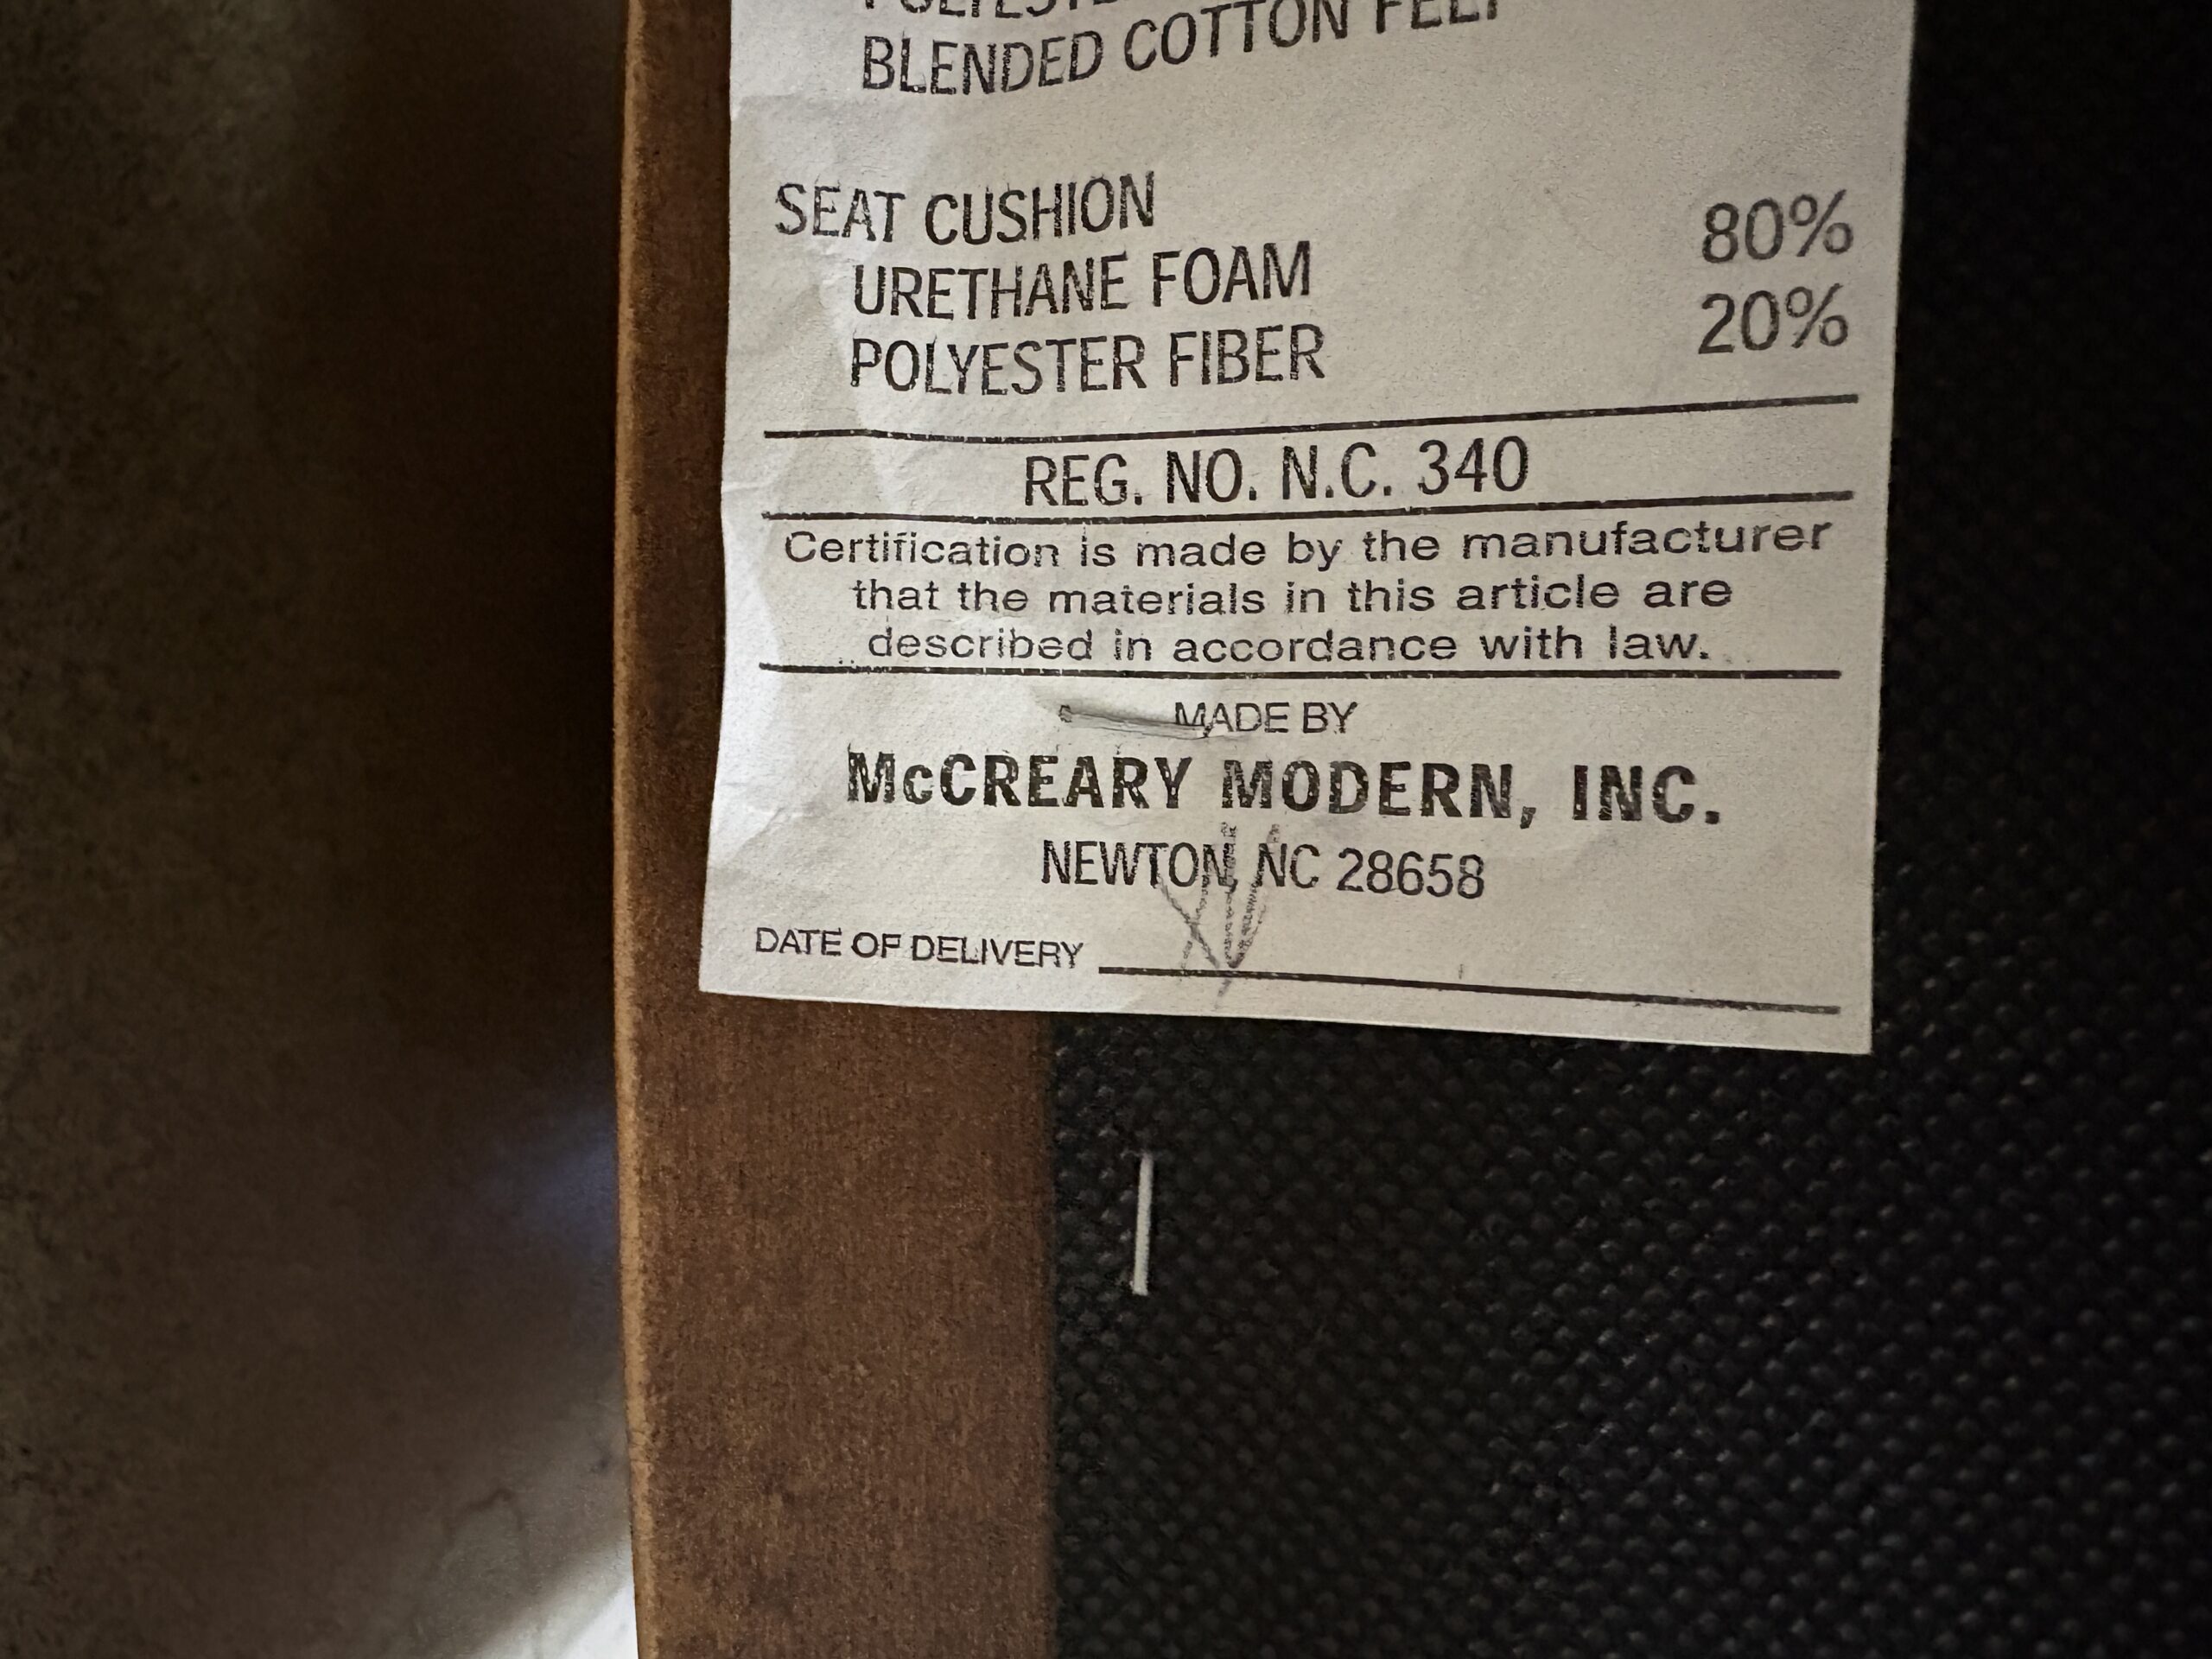 BLENDED COTTON FELT
SEAT CUSHION
URETHANE FOAM 80%
POLYESTER FIBER 20%
REG. NO. N.C. 340
Certification is made by the manufacturer
that the materials in this article are
described in accordance with law.
MADE BY
McCREARY MODERN, INC.
NEWTON, NC 28658
DATE OF DELIVERY